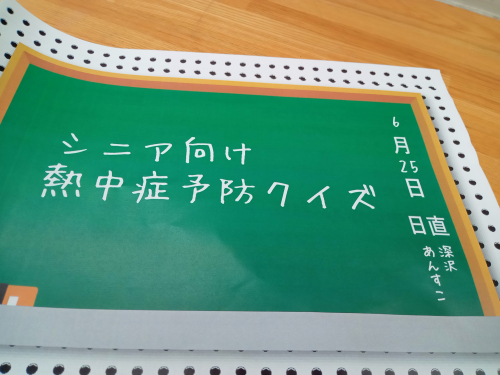 シニア向け
熱中症予防クイズ
6月25日
日直
深沢
あんすこ